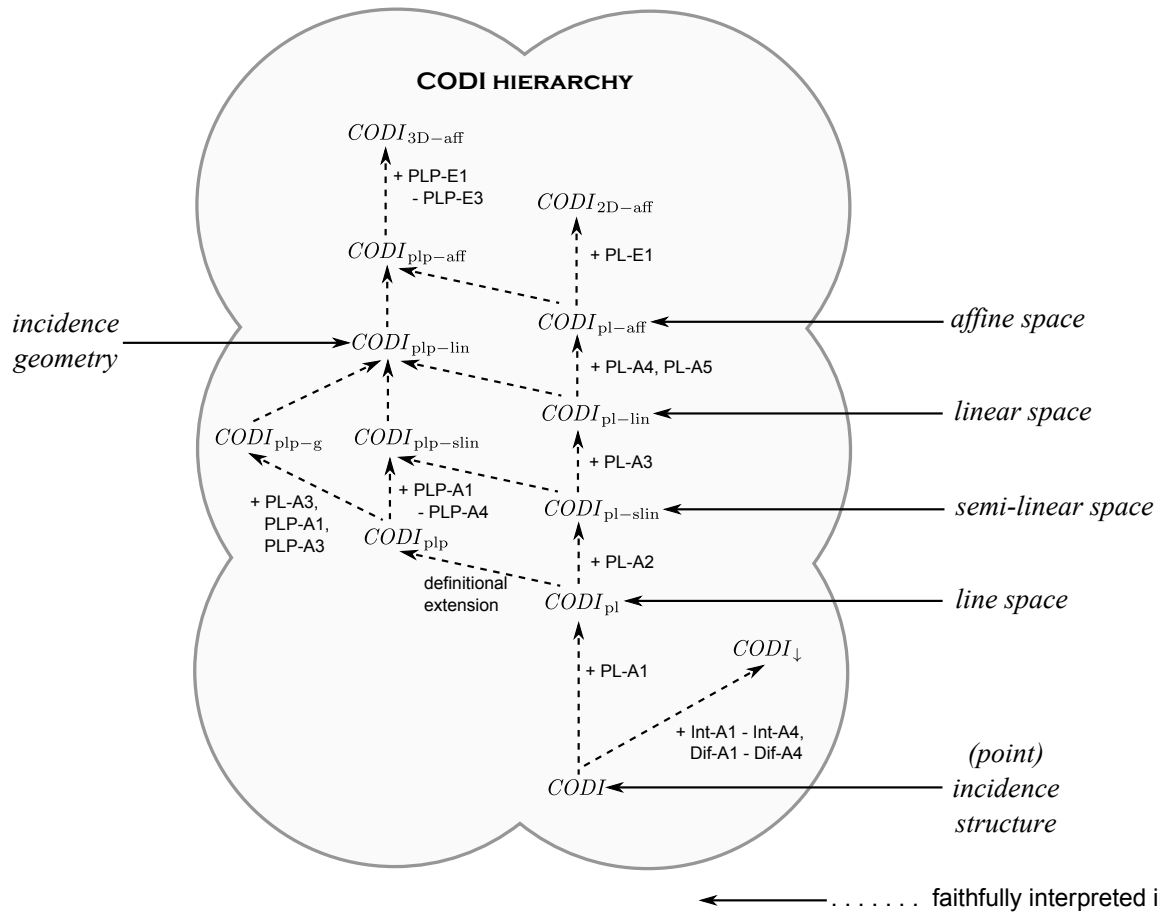 CODI HIERARCHY
CODI3D−aff
+ PLP-E1
- PLP-E3
CODI2D−aff
+ PL-E1
CODIplp−aff
CODIpl−aff
affine space
incidence
geometry
CODIplp−lin
+ PL-A4, PL-A5
CODIpl−lin
linear space
CODIplp−g
CODIplp−slin
+ PL-A3
+ PL-A3,
PLP-A1,
PLP-A3
+ PLP-A1
- PLP-A4
CODIpl−slin
semi-linear space
CODIplp
+ PL-A2
definitional
extension
CODIpl
line space
CODI↓
+ PL-A1
+ Int-A1 - Int-A4,
Dif-A1 - Dif-A4
CODI
(point)
incidence
structure
. . . . . . . faithfully interpreted i